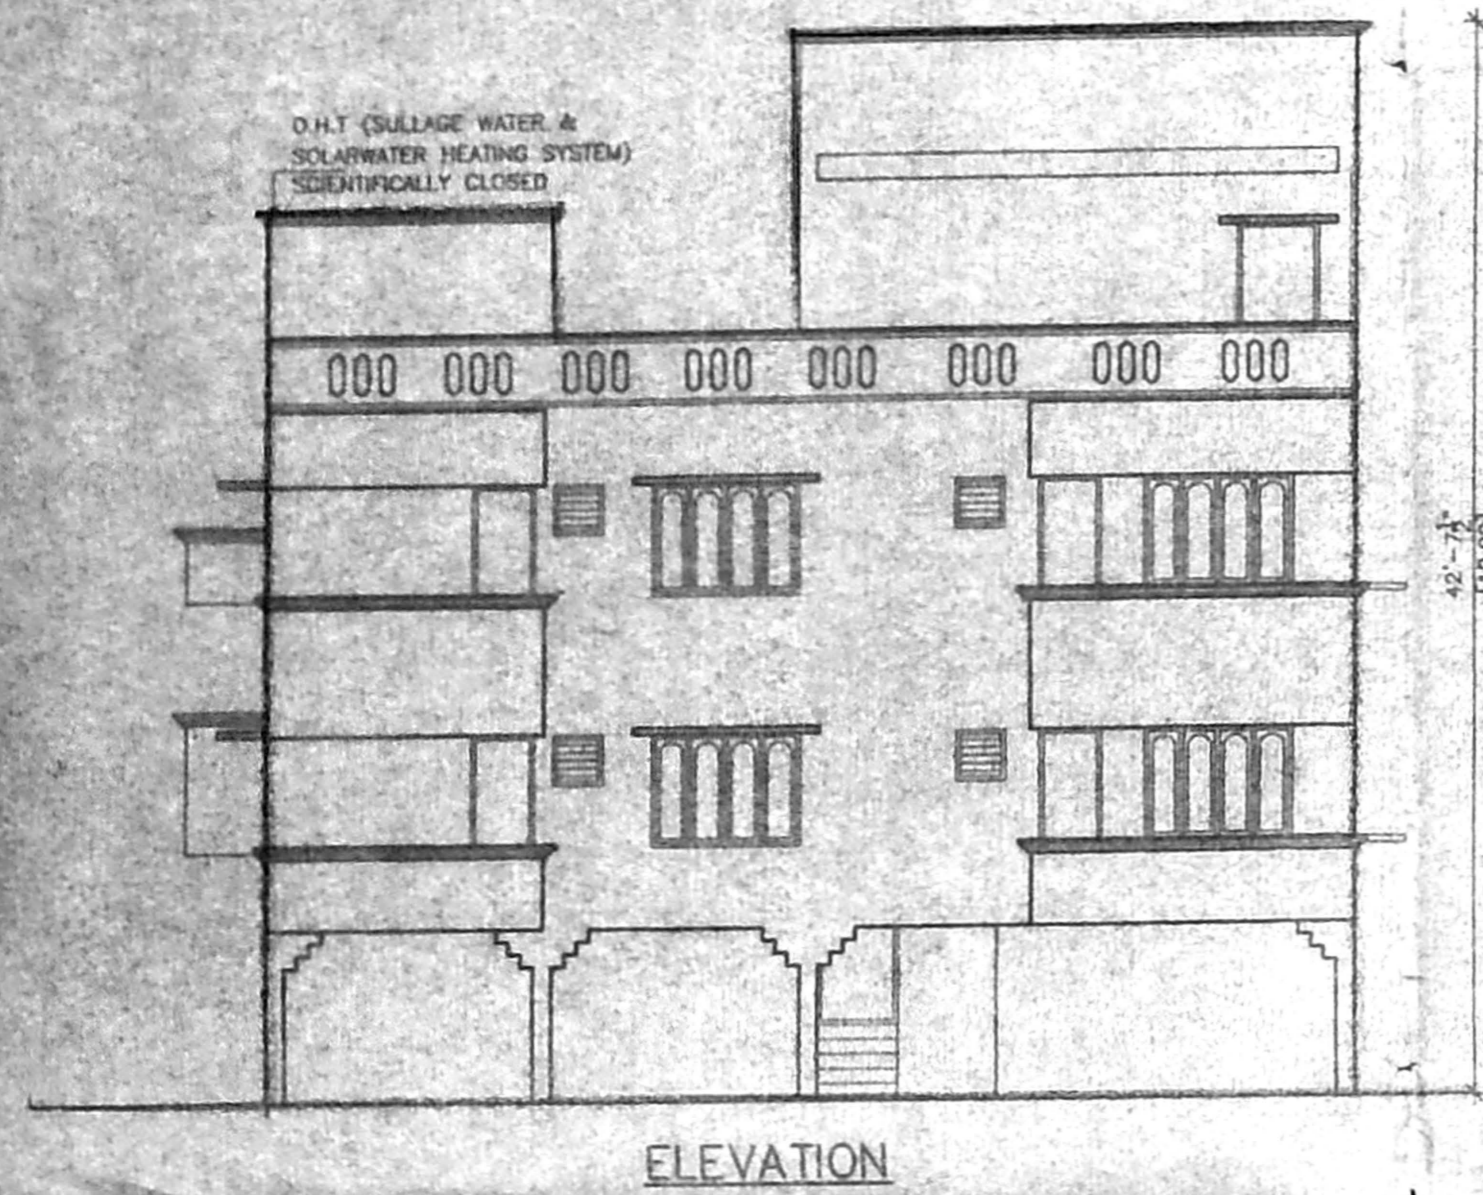 O.H.T (SULLAGE WATER &
SOLARWATER HEATING SYSTEM)
SCIENTIFICALLY CLOSED
42'-7½"
ELEVATION